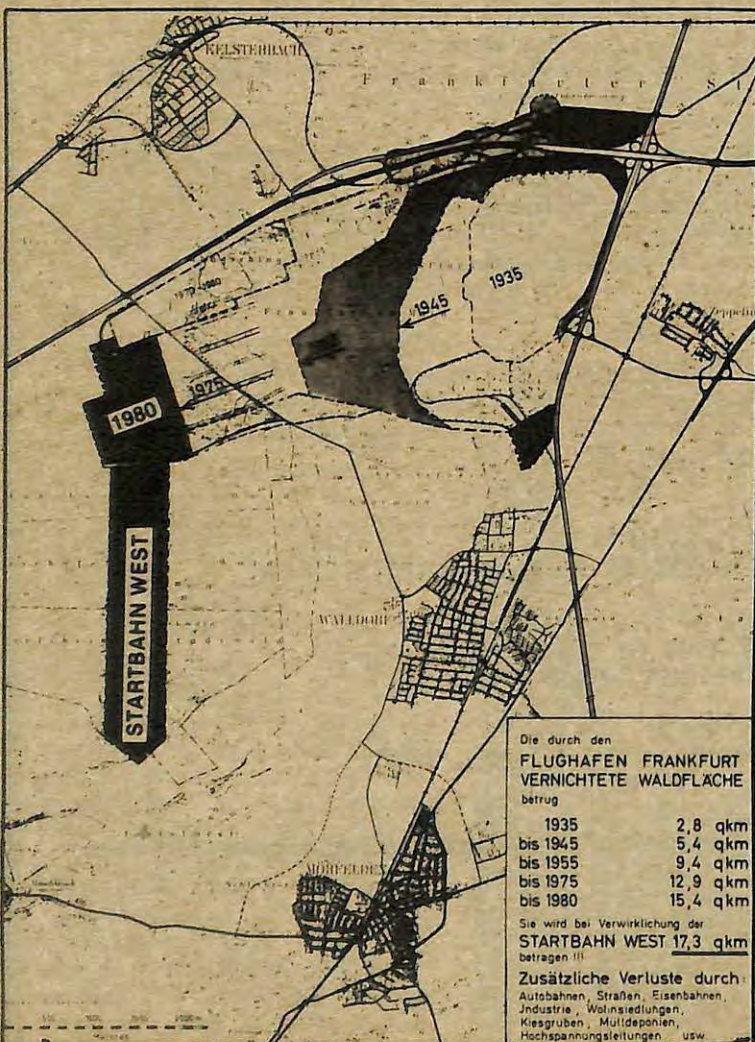 KELSTERBACH
Frankfurter
1935
1945
1975
1980
STARTBAHN WEST
WALLDORF
MÖRFELDEN
Die durch den
FLUGHAFEN FRANKFURT
VERNICHTETE WALDFLÄCHE
betrug
1935 2,8 qkm
bis 1945 5,4 qkm
bis 1955 9,4 qkm
bis 1975 12,9 qkm
bis 1980 15,4 qkm
Sie wird bei Verwirklichung der
STARTBAHN WEST 17,3 qkm
betragen !!!
Zusätzliche Verluste durch:
Autobahnen, Straßen, Eisenbahnen,
Jndustrie, Wohnsiedlungen,
Kiesgruben, Mülldeponien,
Hochspannungsleitungen usw.